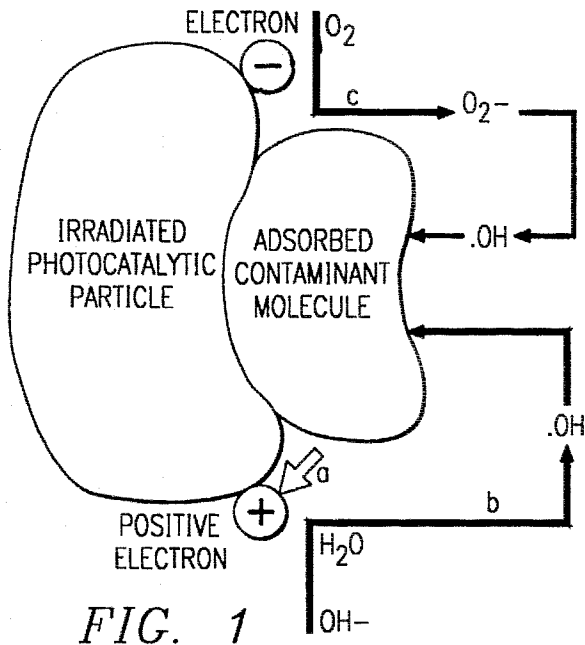 ELECTRON
−
O2
c
O2−
IRRADIATED
PHOTOCATALYTIC
PARTICLE
ADSORBED
CONTAMINANT
MOLECULE
.OH
.OH
a
+
POSITIVE
ELECTRON
b
H2O
OH−
FIG. 1